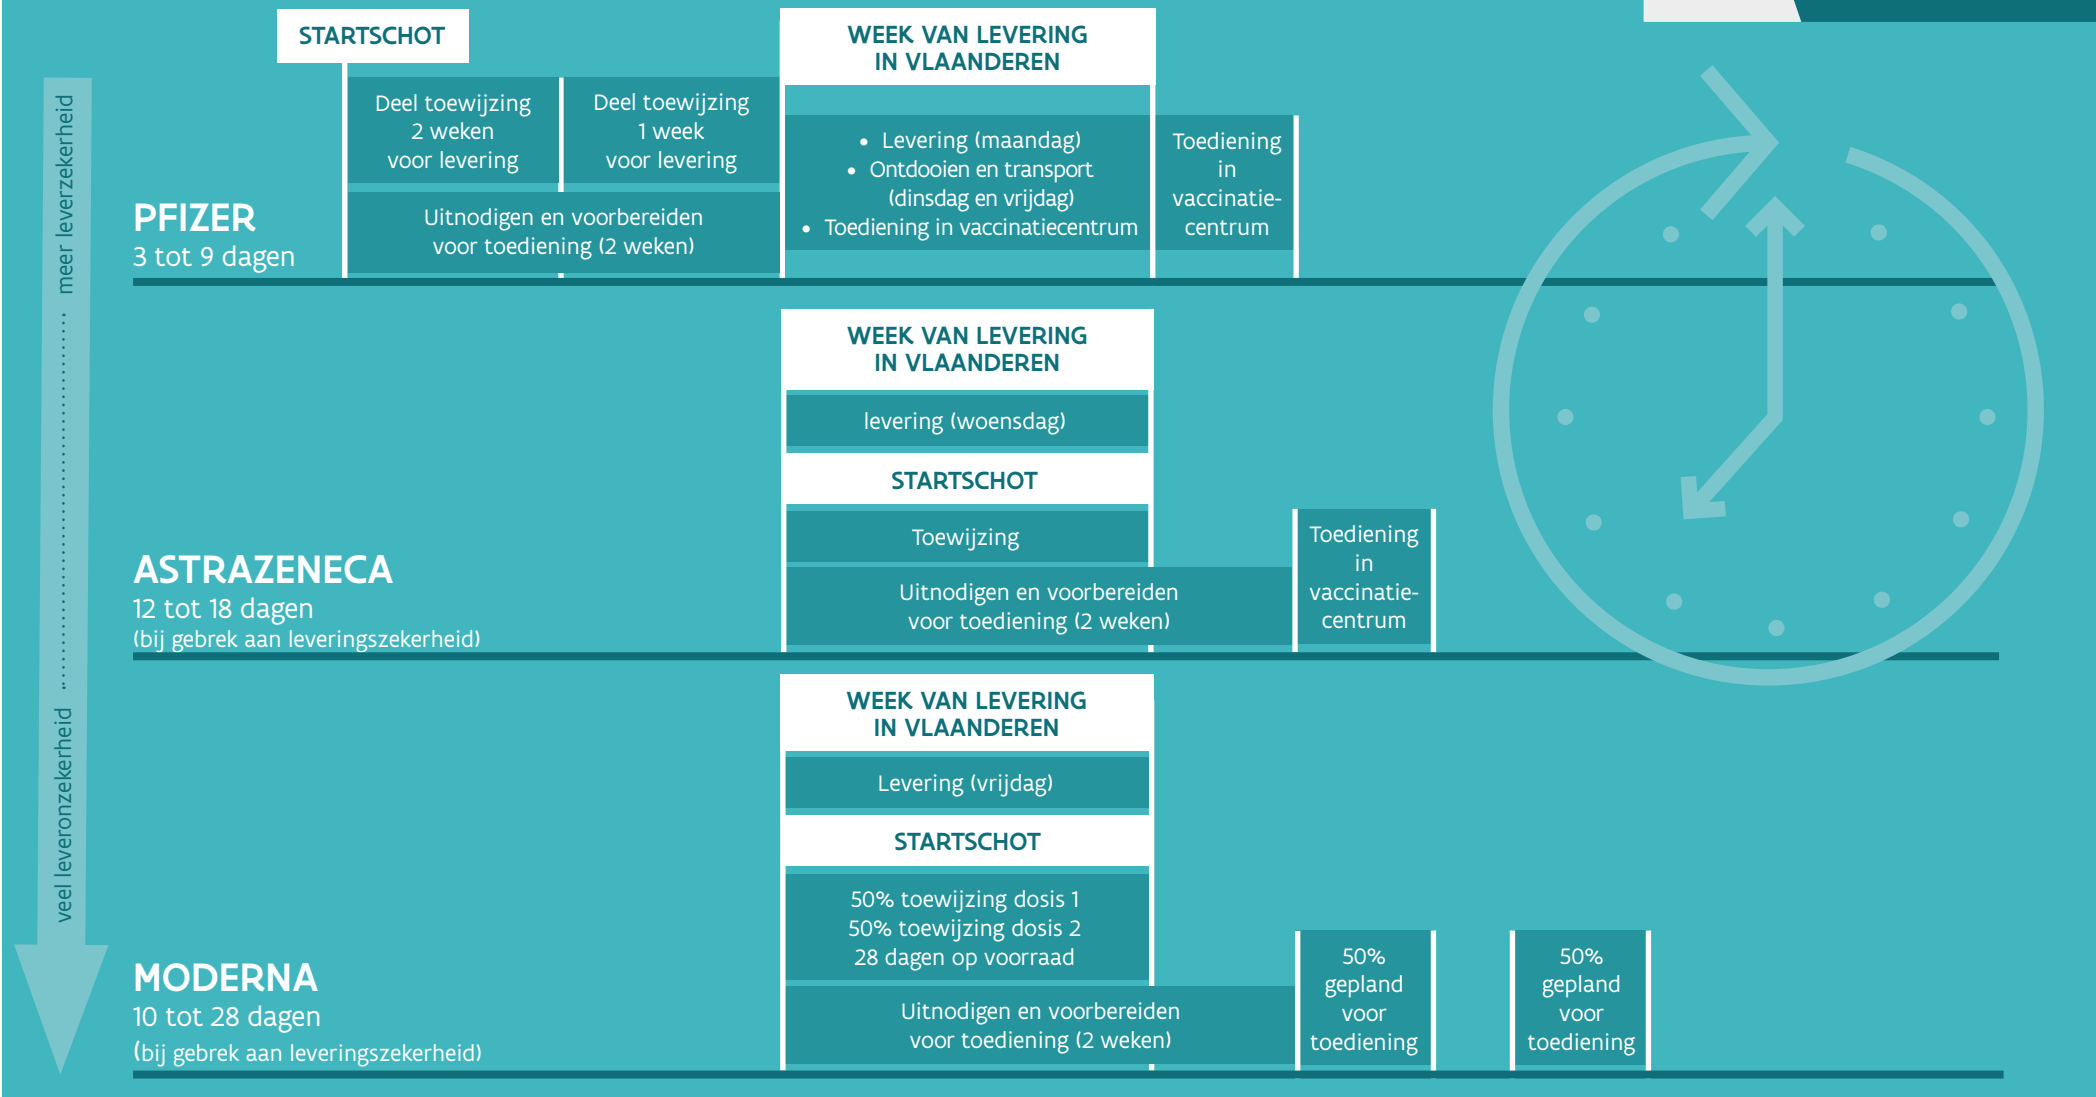 STARTSCHOT
WEEK VAN LEVERING
IN VLAANDEREN
meer leverzekerheid
veel leveronzekerheid
Deel toewijzing
2 weken
voor levering
Deel toewijzing
1 week
voor levering
• Levering (maandag)
• Ontdooien en transport
(dinsdag en vrijdag)
• Toediening in vaccinatiecentrum
Toediening
in
vaccinatie-
centrum
PFIZER
3 tot 9 dagen
Uitnodigen en voorbereiden
voor toediening (2 weken)
WEEK VAN LEVERING
IN VLAANDEREN
levering (woensdag)
STARTSCHOT
Toewijzing
Uitnodigen en voorbereiden
voor toediening (2 weken)
Toediening
in
vaccinatie-
centrum
ASTRAZENECA
12 tot 18 dagen
(bij gebrek aan leveringszekerheid)
WEEK VAN LEVERING
IN VLAANDEREN
Levering (vrijdag)
STARTSCHOT
50% toewijzing dosis 1
50% toewijzing dosis 2
28 dagen op voorraad
Uitnodigen en voorbereiden
voor toediening (2 weken)
50%
gepland
voor
toediening
50%
gepland
voor
toediening
MODERNA
10 tot 28 dagen
(bij gebrek aan leveringszekerheid)